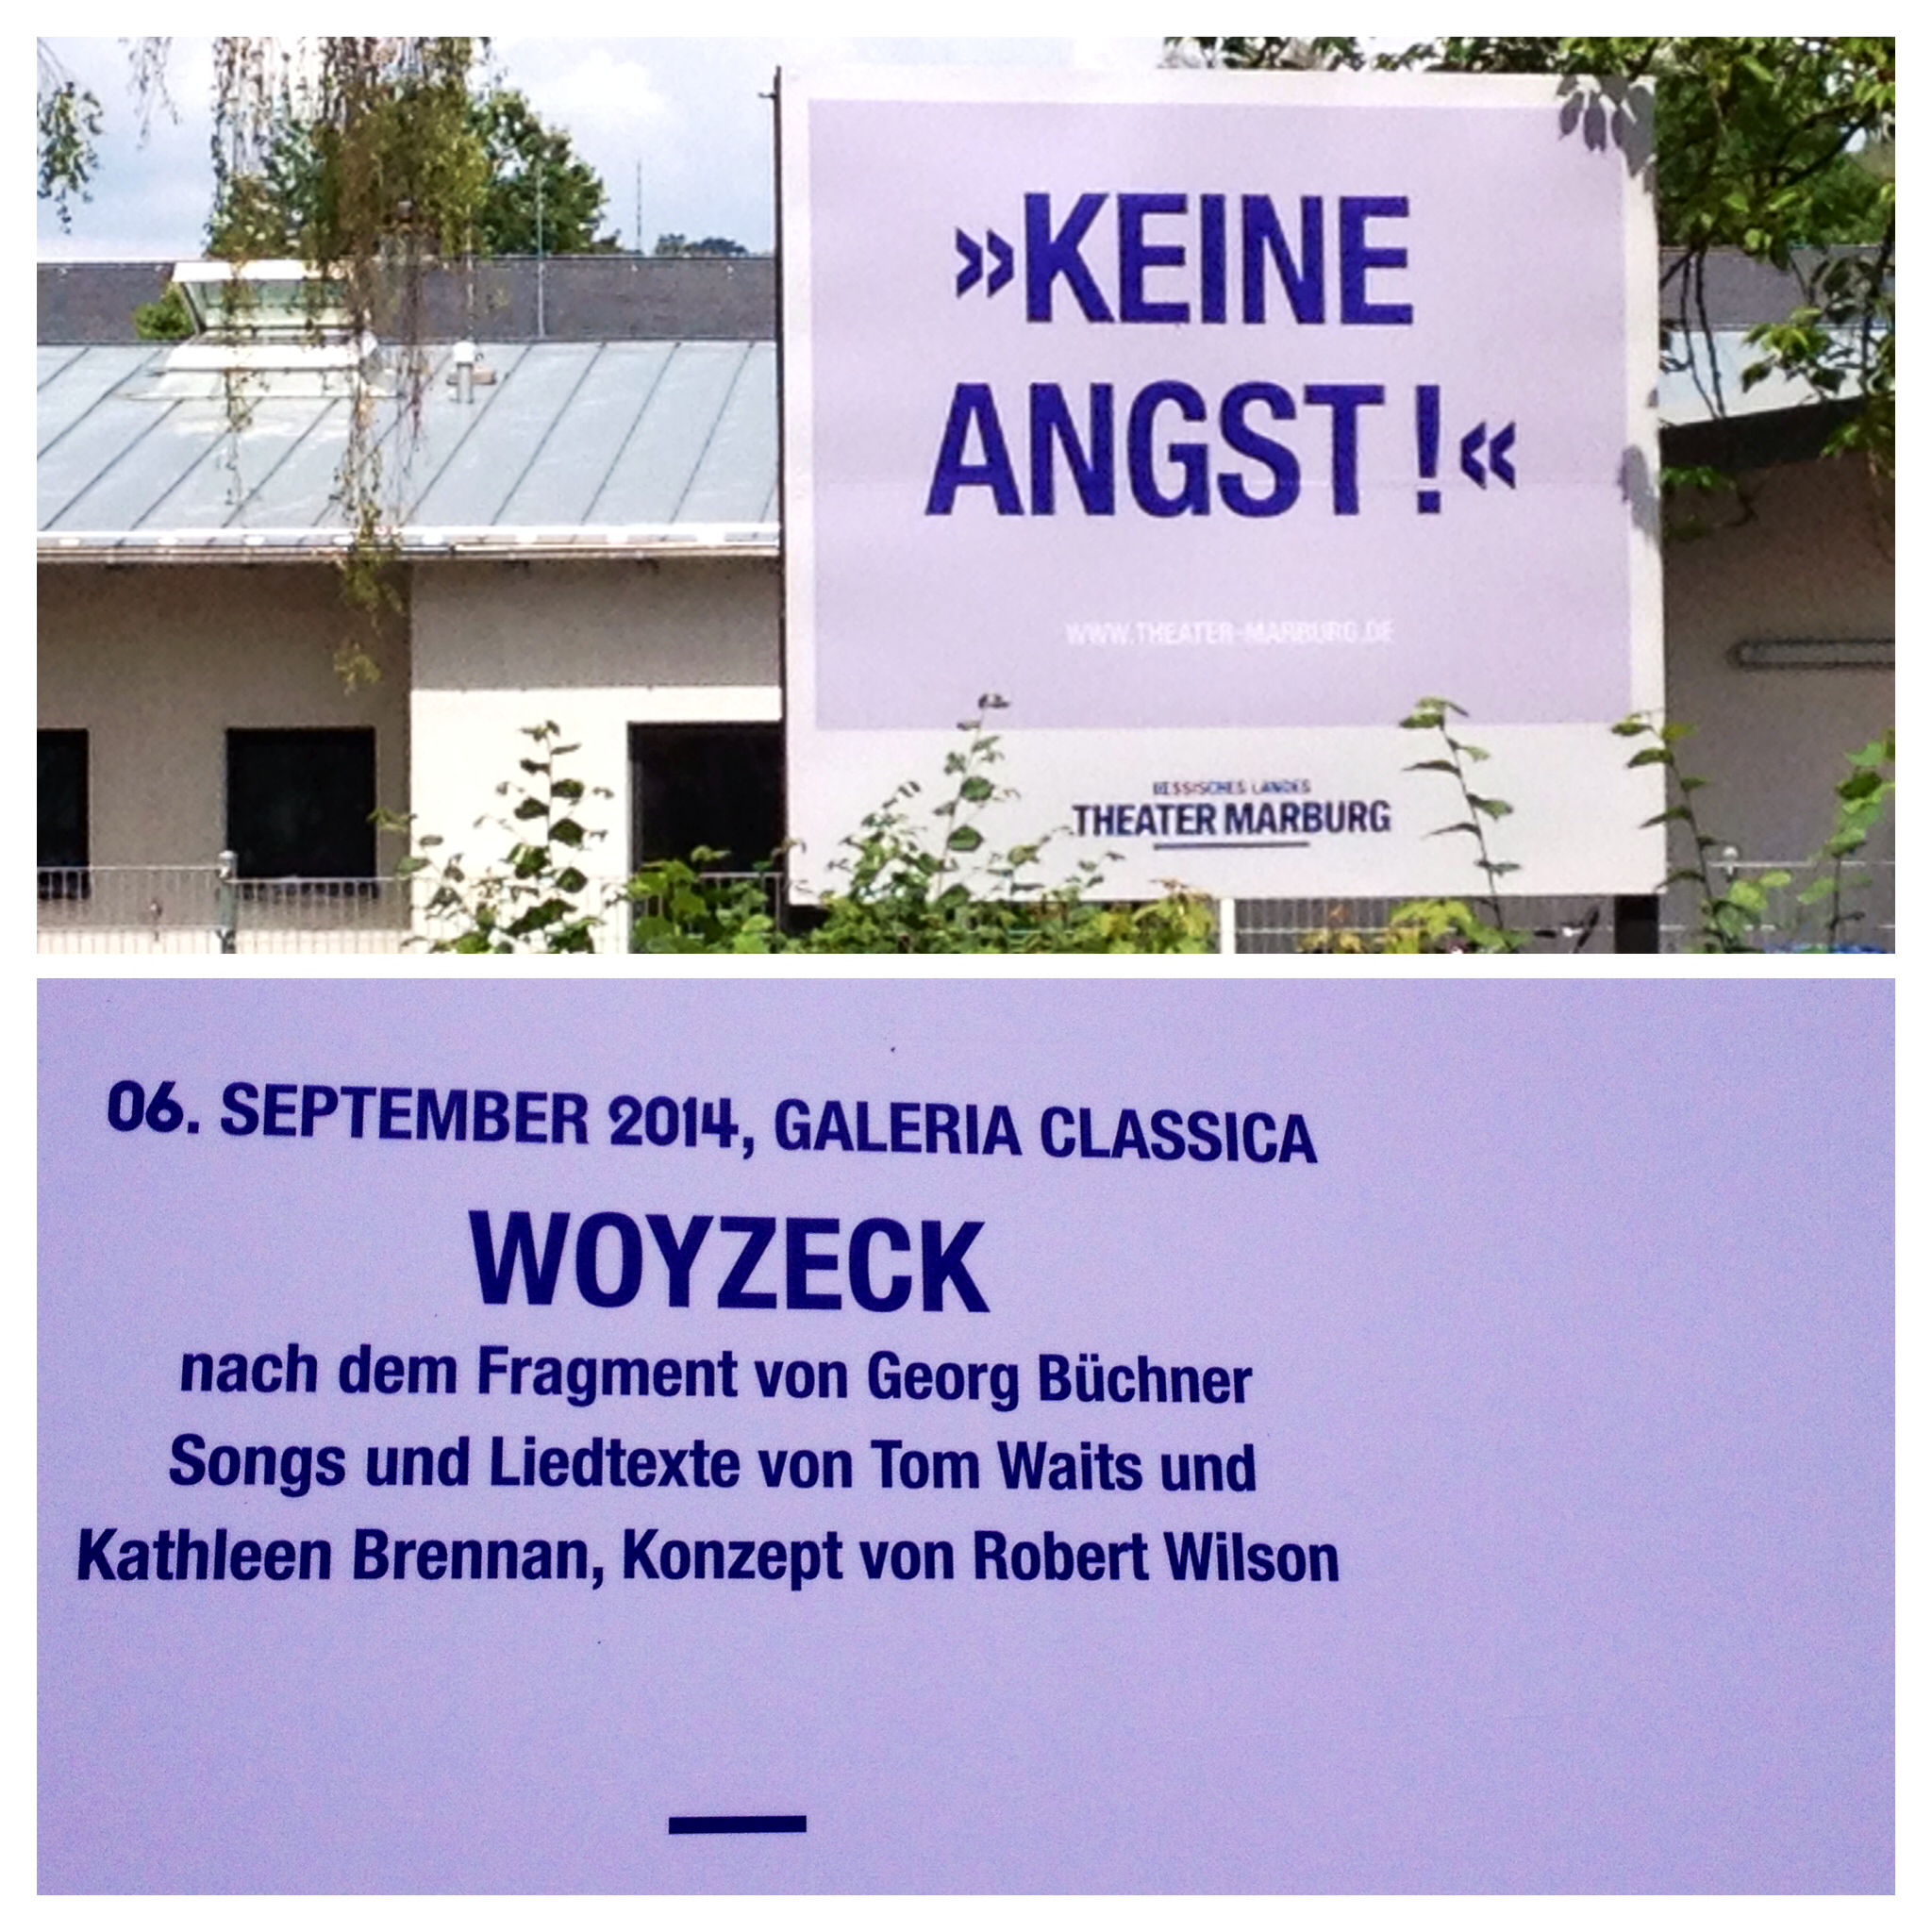 »KEINE
ANGST!«
WWW.THEATER-MARBURG.DE
HESSISCHES LANDES
THEATER MARBURG
06. SEPTEMBER 2014, GALERIA CLASSICA
WOYZECK
nach dem Fragment von Georg Büchner
Songs und Liedtexte von Tom Waits und
Kathleen Brennan, Konzept von Robert Wilson